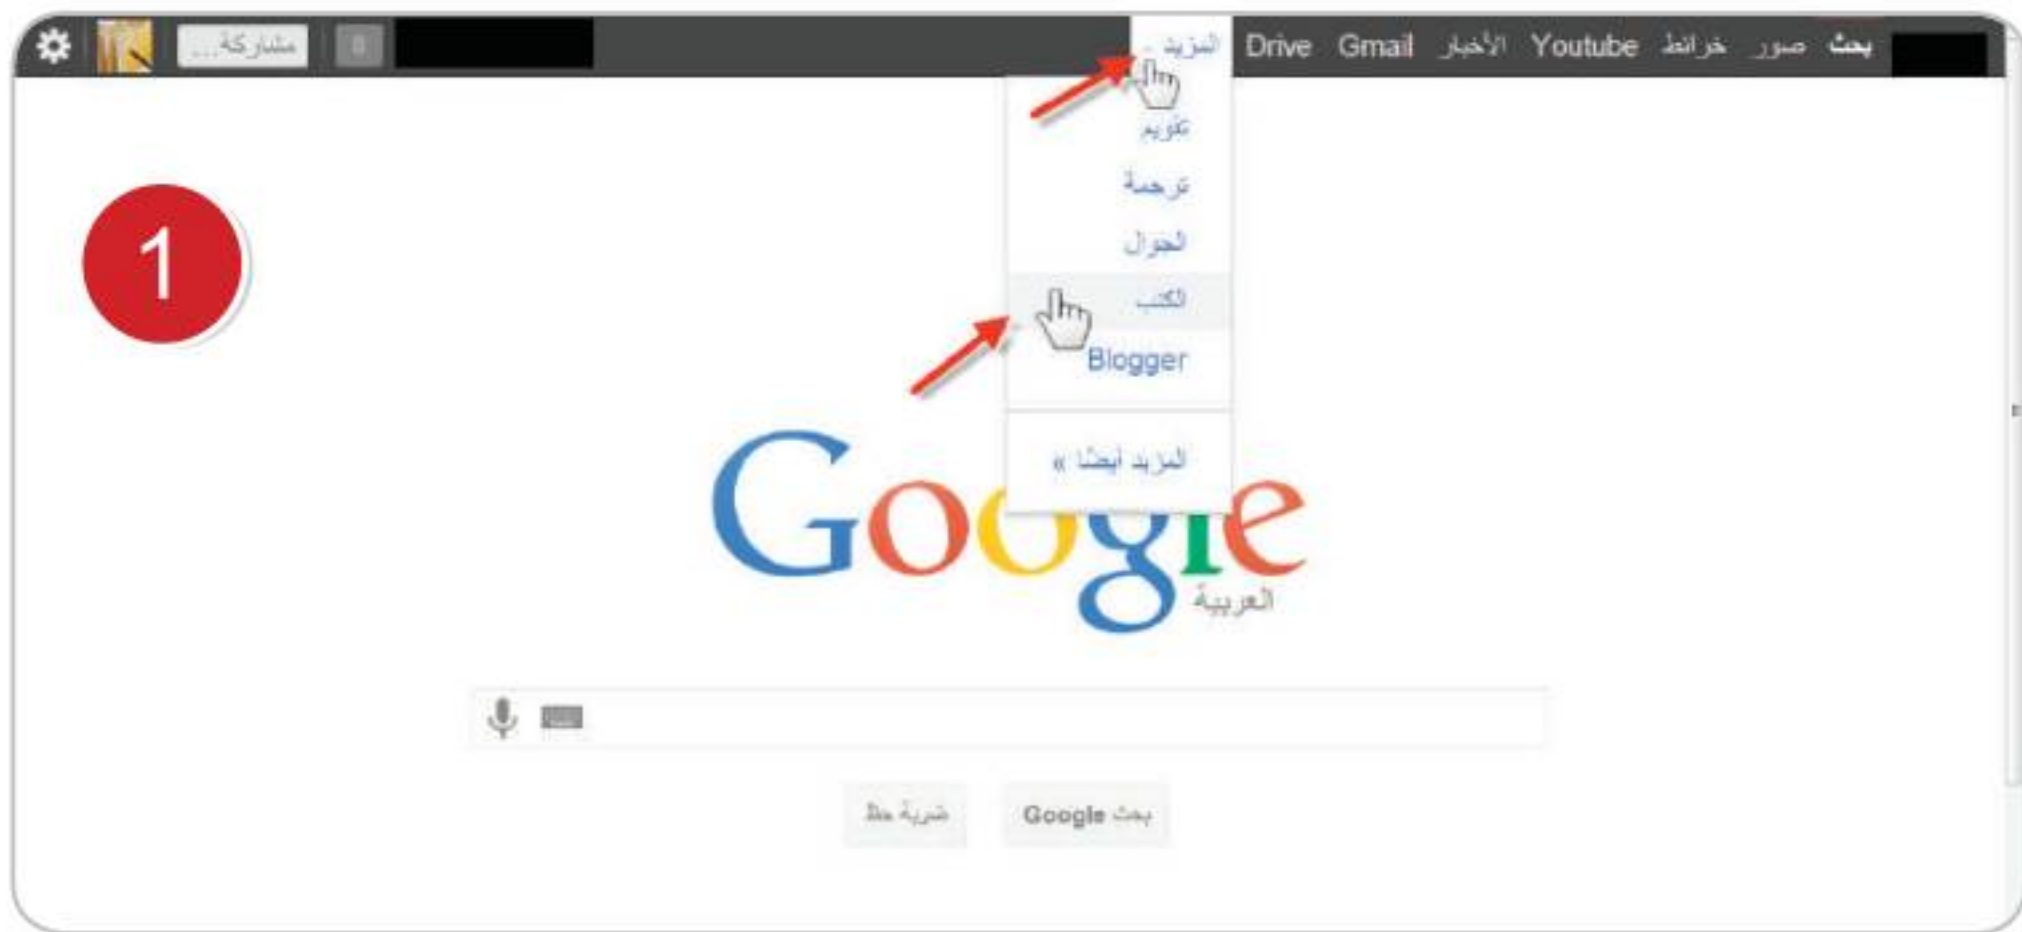 بحث صور خرائط Youtube الأخبار Gmail Drive المزيد
0 مشاركة...
تقويم
ترجمة
الجوال
الكتب
Blogger
المزيد أيضًا »
1
Google
العربية
بحث Google ضربة حظ